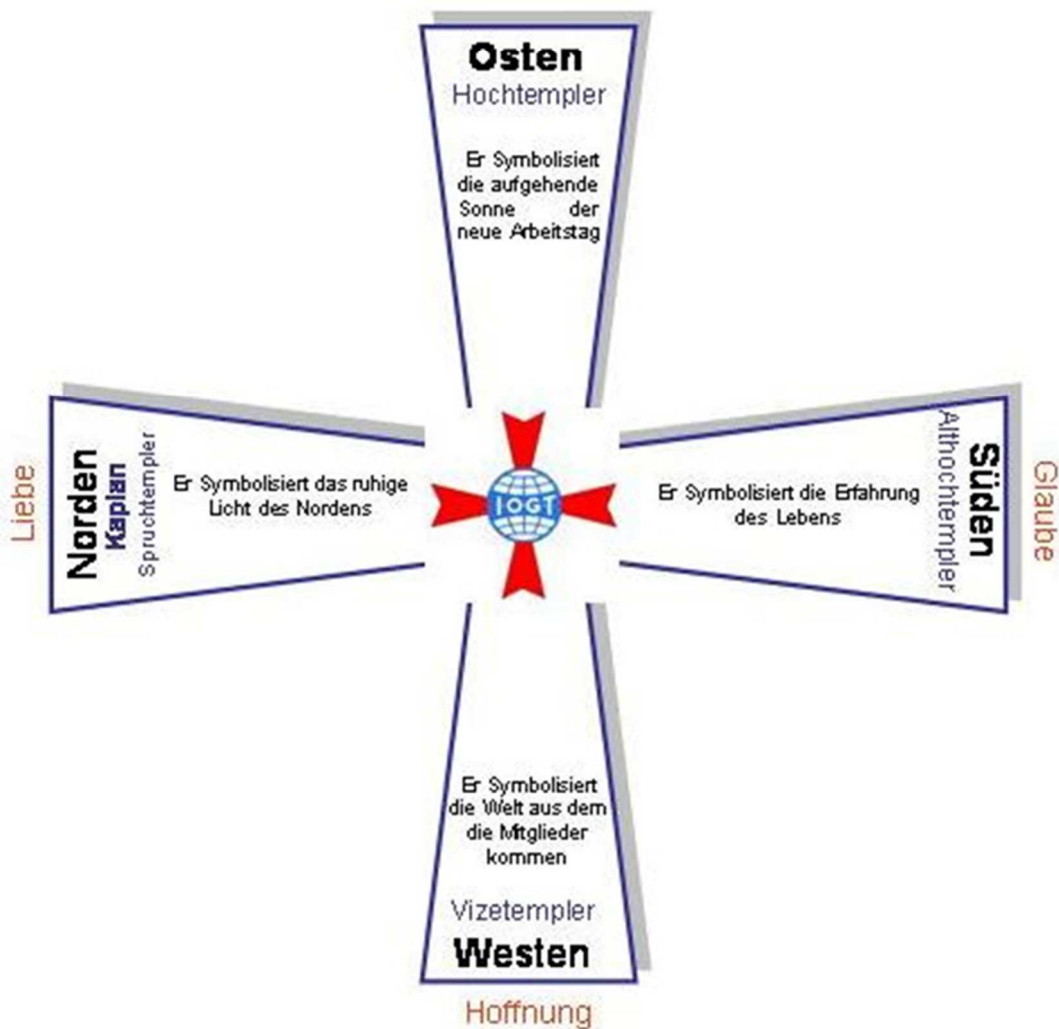 Osten
Hochtempler
Er Symbolisiert
die aufgehende
Sonne der
neue Arbeitstag
Liebe
Norden
Kaplan
Spruchtempler
Er Symbolisiert das ruhige
Licht des Nordens
IOGT
Er Symbolisiert die Erfahrung
des Lebens
Althochtempler
Süden
Glaube
Er Symbolisiert
die Welt aus dem
die Mitglieder
kommen
Vizetempler
Westen
Hoffnung